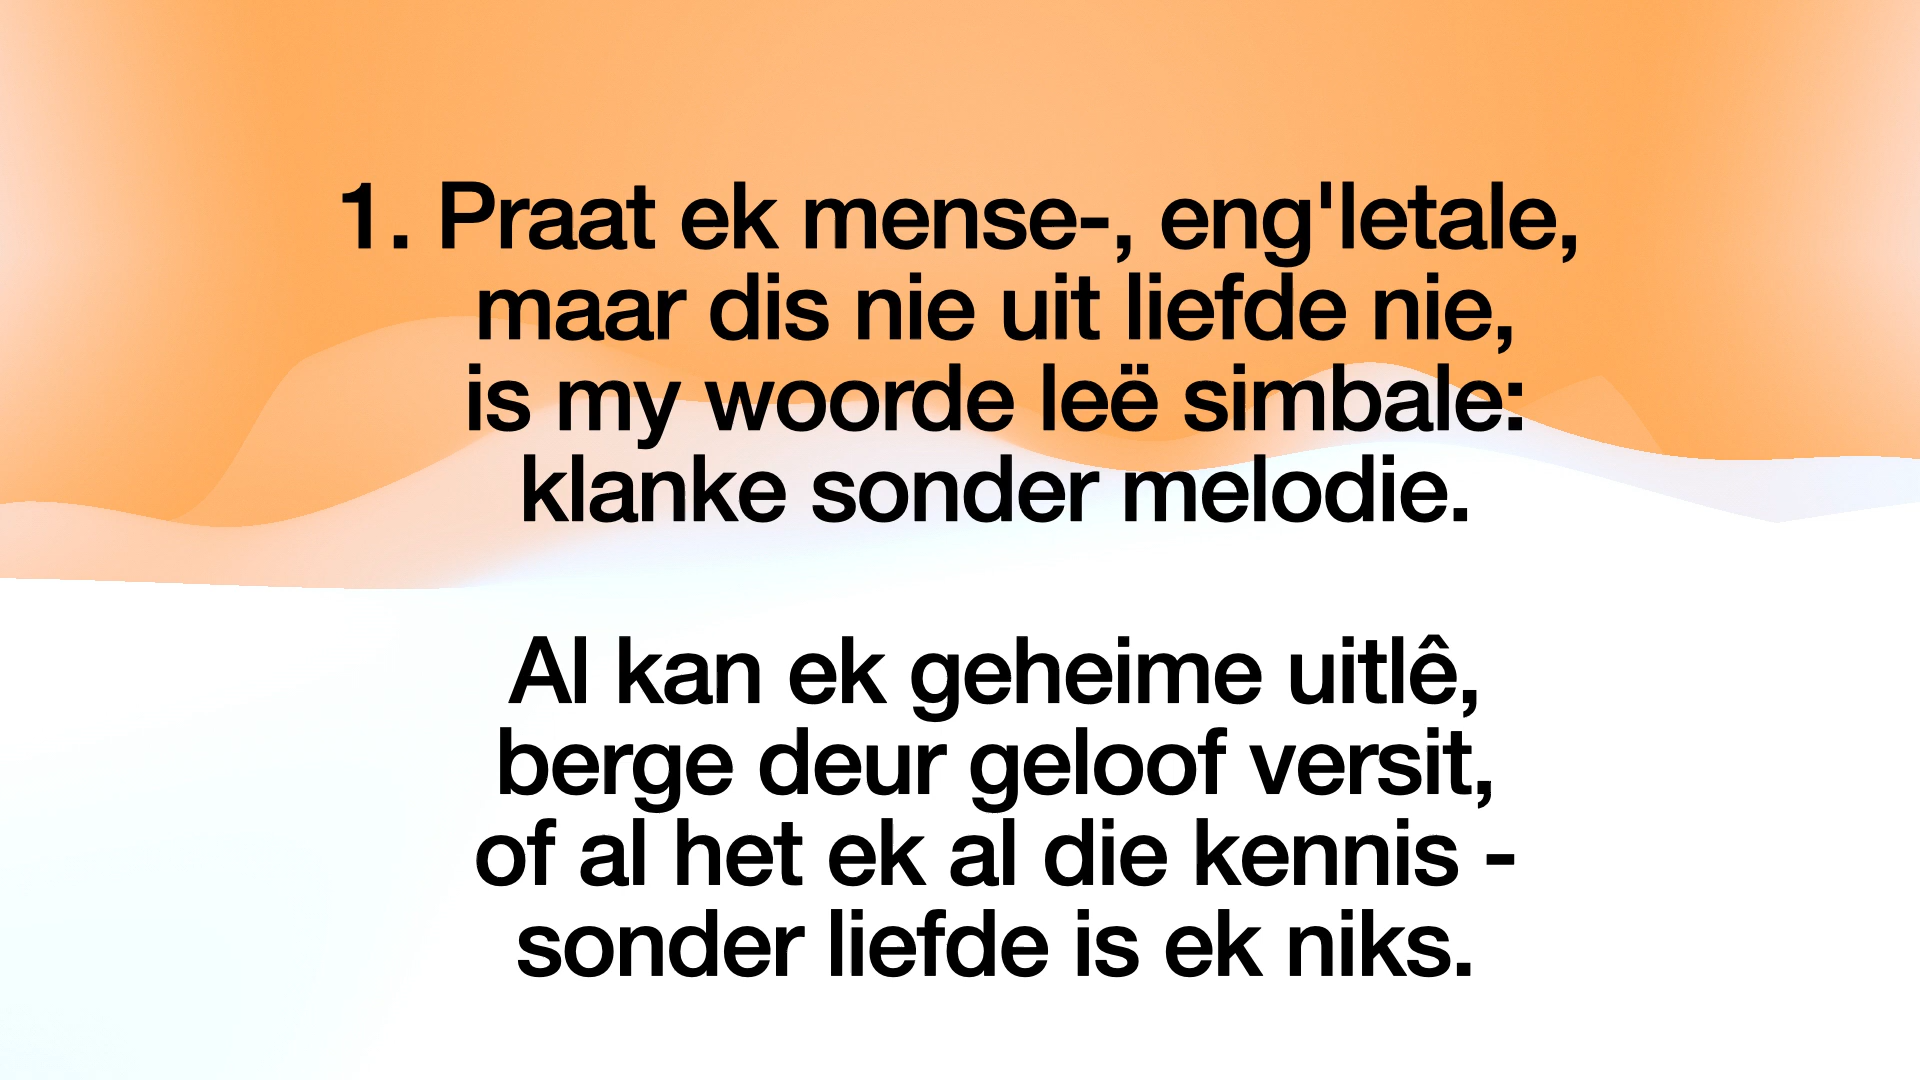 1. Praat ek mense-, eng'letale,
maar dis nie uit liefde nie,
is my woorde leë simbale:
klanke sonder melodie.
Al kan ek geheime uitlê,
berge deur geloof versit,
of al het ek al die kennis -
sonder liefde is ek niks.